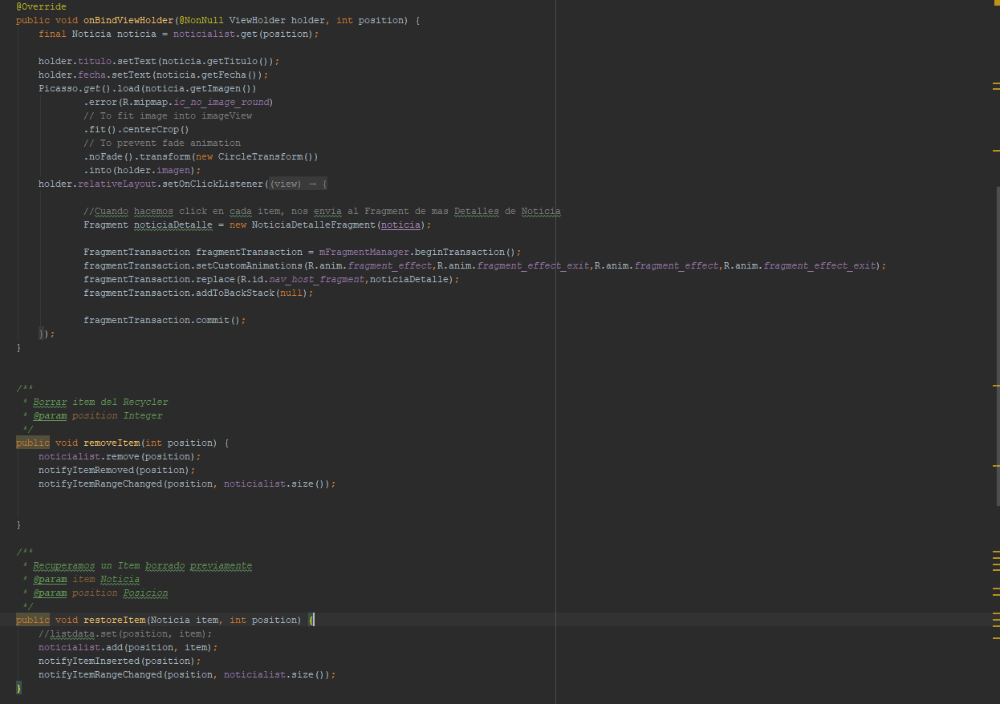 @Override
public void onBindViewHolder(@NonNull ViewHolder holder, int position) {
    final Noticia noticia = noticialist.get(position);

    holder.titulo.setText(noticia.getTitulo());
    holder.fecha.setText(noticia.getFecha());
    Picasso.get().load(noticia.getImagen())
            .error(R.mipmap.ic_no_image_round)
            // To fit image into imageView
            .fit().centerCrop()
            // To prevent fade animation
            .noFade().transform(new CircleTransform())
            .into(holder.imagen);
    holder.relativeLayout.setOnClickListener((view) → {

            //Cuando hacemos click en cada item, nos envia al Fragment de mas Detalles de Noticia
            Fragment noticiaDetalle = new NoticiaDetalleFragment(noticia);

            FragmentTransaction fragmentTransaction = mFragmentManager.beginTransaction();
            fragmentTransaction.setCustomAnimations(R.anim.fragment_effect,R.anim.fragment_effect_exit,R.anim.fragment_effect,R.anim.fragment_effect_exit);
            fragmentTransaction.replace(R.id.nav_host_fragment,noticiaDetalle);
            fragmentTransaction.addToBackStack(null);

            fragmentTransaction.commit();
    });
}

/**
 * Borrar item del Recycler
 * @param position Integer
 */
public void removeItem(int position) {
    noticialist.remove(position);
    notifyItemRemoved(position);
    notifyItemRangeChanged(position, noticialist.size());

}

/**
 * Recuperamos un Item borrado previamente
 * @param item Noticia
 * @param position Posicion
 */
public void restoreItem(Noticia item, int position) {
    //listdata.set(position, item);
    noticialist.add(position, item);
    notifyItemInserted(position);
    notifyItemRangeChanged(position, noticialist.size());
}